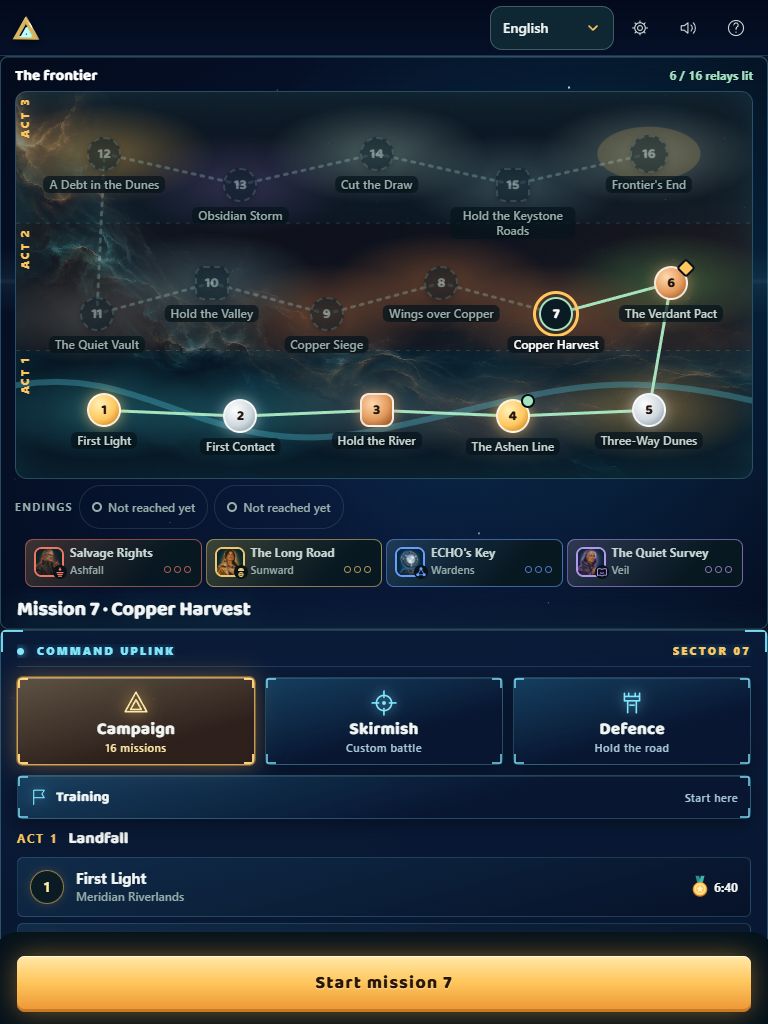 English
The frontier
6 / 16 relays lit
ACT 3
12
14
16
13
15
A Debt in the Dunes
Cut the Draw
Frontier's End
Obsidian Storm
Hold the Keystone
Roads
ACT 2
10
8
6
11
9
7
Hold the Valley
Wings over Copper
The Verdant Pact
The Quiet Vault
Copper Siege
Copper Harvest
ACT 1
1
2
3
4
5
First Light
First Contact
Hold the River
The Ashen Line
Three-Way Dunes
ENDINGS
Not reached yet
Not reached yet
Salvage Rights
Ashfall
The Long Road
Sunward
ECHO's Key
Wardens
The Quiet Survey
Veil
Mission 7 · Copper Harvest
COMMAND UPLINK
SECTOR 07
Campaign
16 missions
Skirmish
Custom battle
Defence
Hold the road
Training
Start here
ACT 1 Landfall
1
First Light
Meridian Riverlands
6:40
Start mission 7